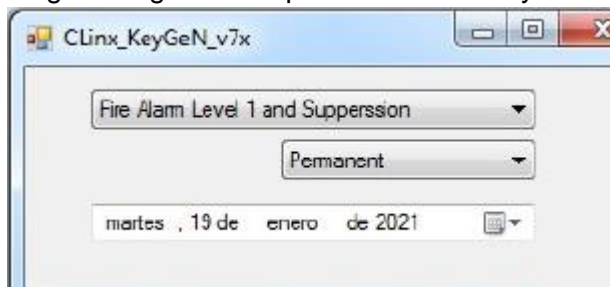 CLinx_KeyGeN_v7x
Fire Alarm Level 1 and Supperssion
Permanent
martes , 19 de enero de 2021